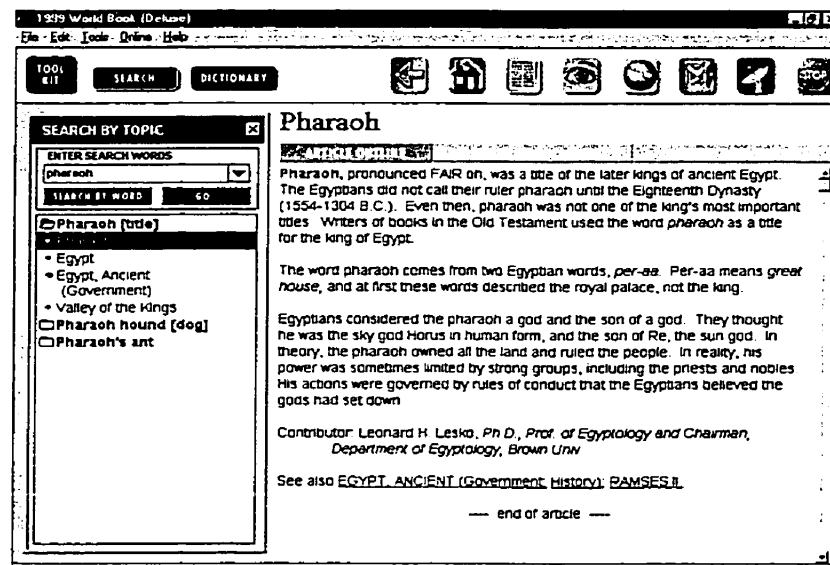 1999 World Book (Deluxe)
File Edit Tools Online Help
TOOL KIT
SEARCH
DICTIONARY
STOP
SEARCH BY TOPIC
ENTER SEARCH WORDS
pharaoh
SEARCH BY WORD
GO
Pharaoh [title]
• Egypt
• Egypt, Ancient
(Government)
• Valley of the Kings
Pharaoh hound [dog]
Pharaoh's ant
Pharaoh
ARTICLE OUTLINE
Pharaoh, pronounced FAIR oh, was a title of the later kings of ancient Egypt.
The Egyptians did not call their ruler pharaoh until the Eighteenth Dynasty
(1554-1304 B.C.). Even then, pharaoh was not one of the king's most important
titles. Writers of books in the Old Testament used the word pharaoh as a title
for the king of Egypt.
The word pharaoh comes from two Egyptian words, per-aa. Per-aa means great
house, and at first these words described the royal palace, not the king.
Egyptians considered the pharaoh a god and the son of a god. They thought
he was the sky god Horus in human form, and the son of Re, the sun god. In
theory, the pharaoh owned all the land and ruled the people. In reality, his
power was sometimes limited by strong groups, including the priests and nobles
His actions were governed by rules of conduct that the Egyptians believed the
gods had set down
Contributor: Leonard H. Lesko, Ph D., Prof. of Egyptology and Chairman,
Department of Egyptology, Brown Univ
See also EGYPT, ANCIENT (Government; History); RAMSES II.
— end of article —